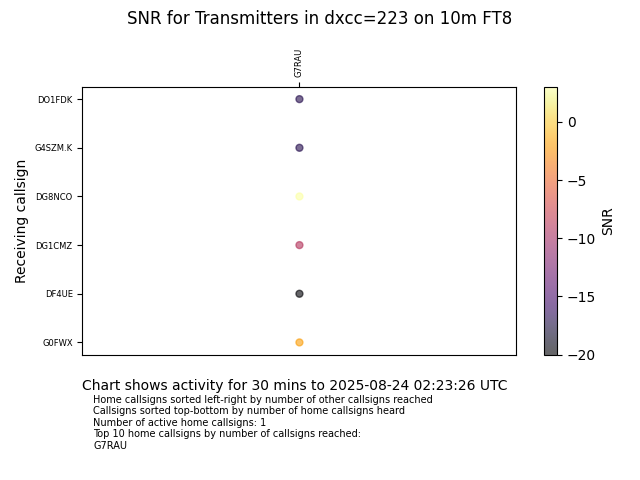 SNR for Transmitters in dxcc=223 on 10m FT8
G7RAU
DO1FDK
G4SZM.K
DG8NCO
DG1CMZ
DF4UE
G0FWX
Receiving callsign
0
−5
−10
−15
−20
SNR
Chart shows activity for 30 mins to 2025-08-24 02:23:26 UTC
Home callsigns sorted left-right by number of other callsigns reached
Callsigns sorted top-bottom by number of home callsigns heard
Number of active home callsigns: 1
Top 10 home callsigns by number of callsigns reached:
G7RAU